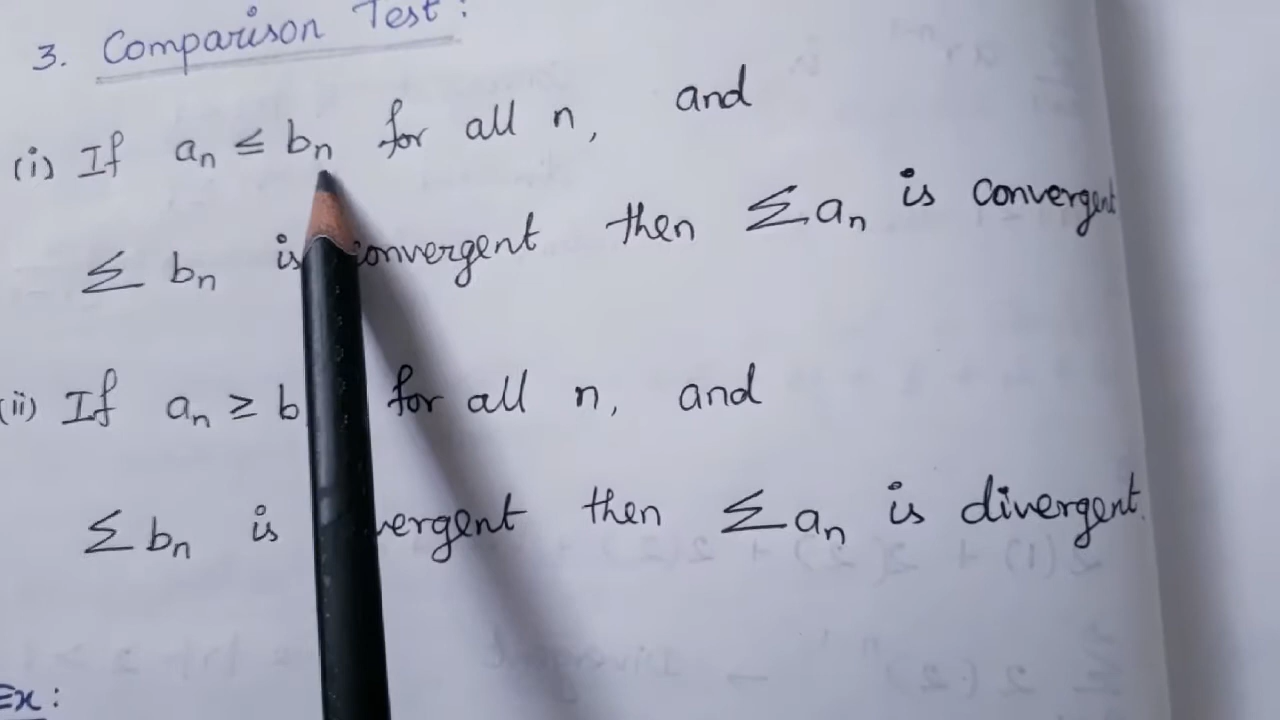 3. Comparison Test:
(i) If aₙ ≤ bₙ for all n, and
Σ bₙ is convergent then Σ aₙ is convergent
(ii) If aₙ ≥ b for all n, and
Σ bₙ is vergent then Σ aₙ is divergent.
Ex: